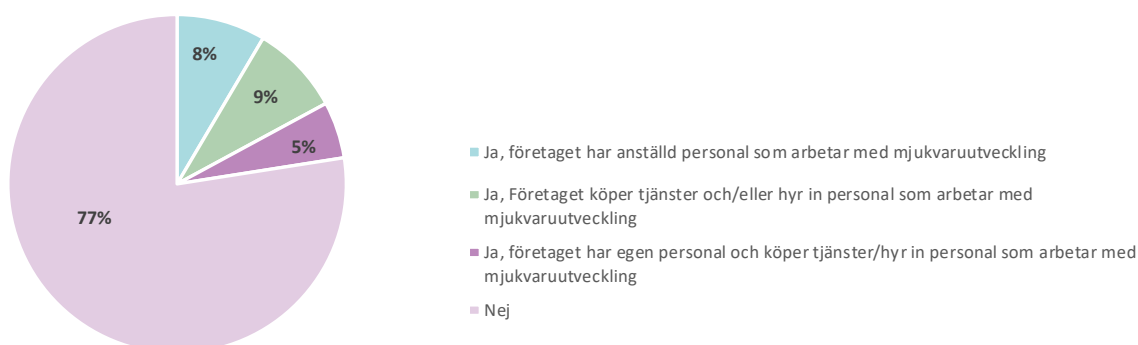 8%
9%
5%
77%
Ja, företaget har anställd personal som arbetar med mjukvaruutveckling
Ja, Företaget köper tjänster och/eller hyr in personal som arbetar med
mjukvaruutveckling
Ja, företaget har egen personal och köper tjänster/hyr in personal som arbetar med
mjukvaruutveckling
Nej